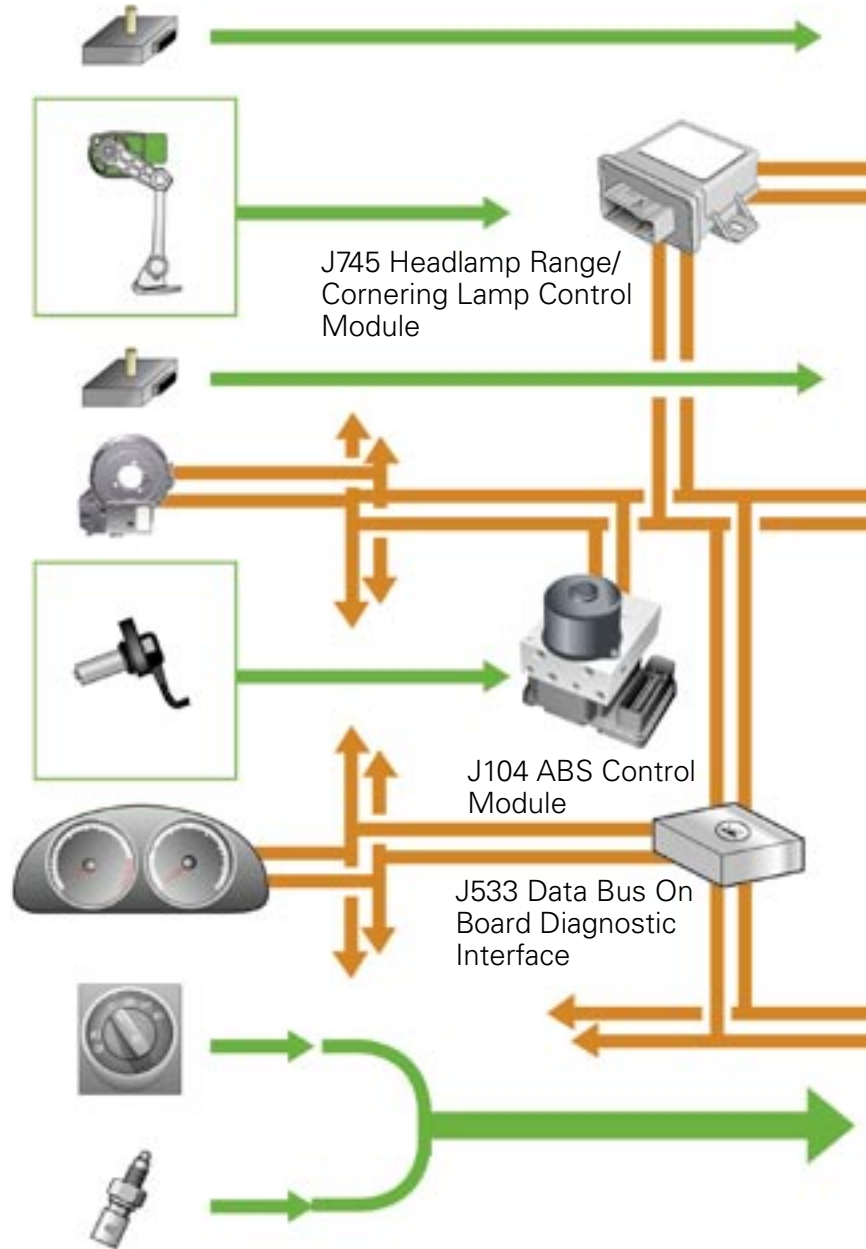 J745 Headlamp Range/
Cornering Lamp Control
Module
J104 ABS Control
Module
J533 Data Bus On
Board Diagnostic
Interface